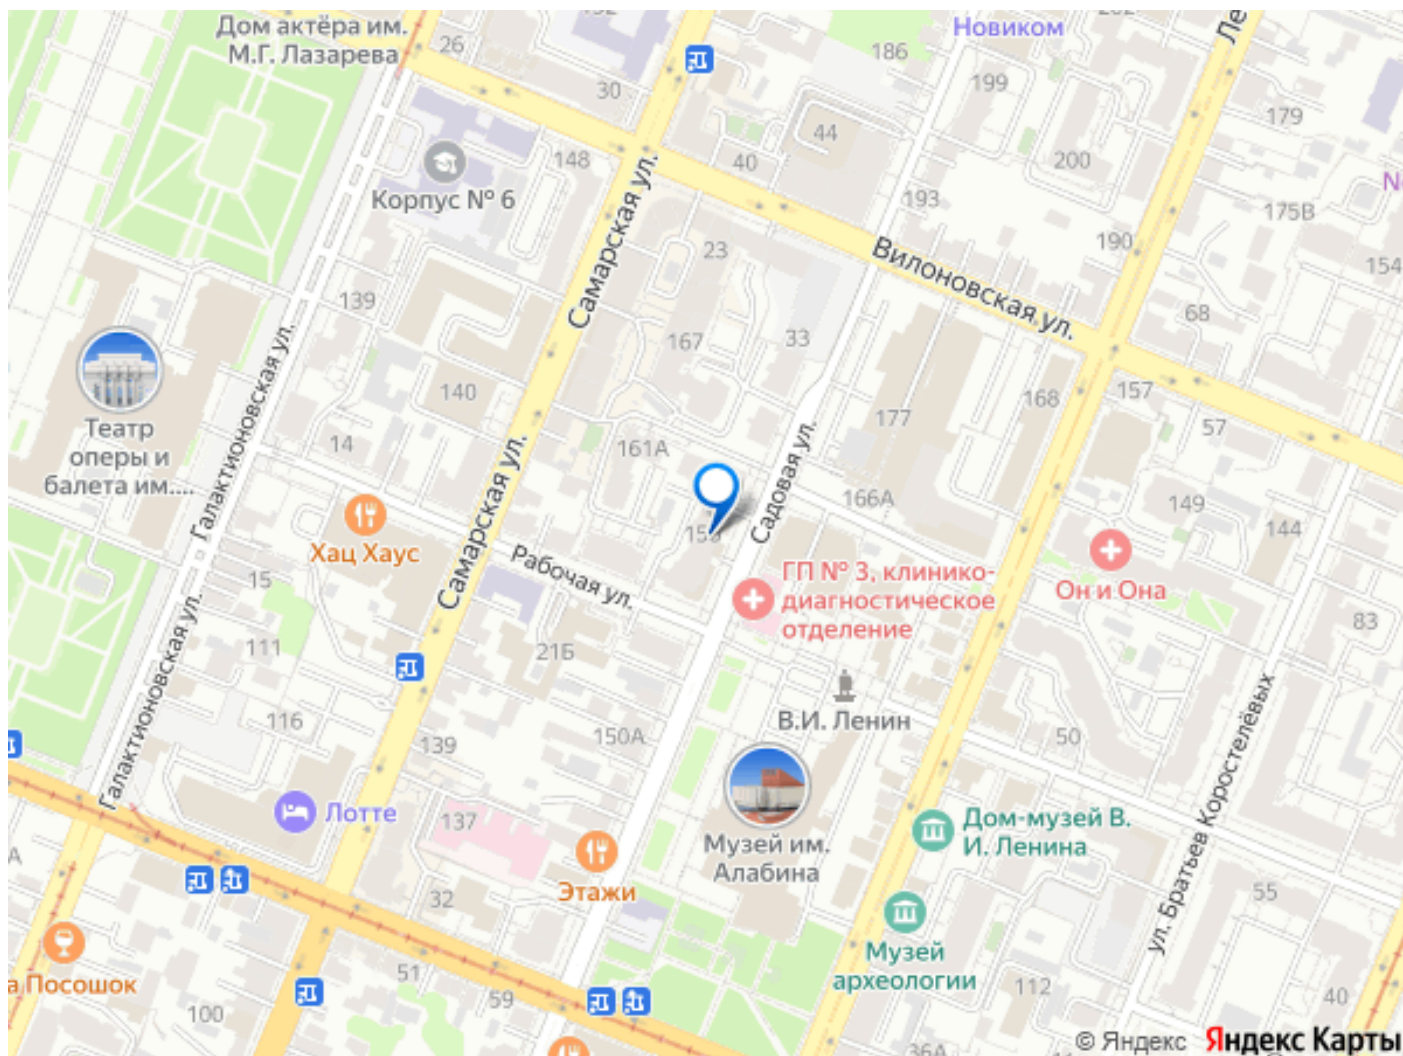 Дом актёра им.
М.Г. Лазарева
26
Новиком
186
199
30
179
44
148
40
200
Корпус № 6
193
175В
190
Самарская ул.
23
Вилоновская ул.
154
139
68
167
33
Галактионовская ул.
140
168
157
Театр
оперы и
балета им....
14
177
57
161А
Садовая ул.
166А
149
144
Самарская ул.
Хац Хаус
Рабочая ул.
15
ГП № 3, клинико-
диагностическое
отделение
Он и Она
83
111
21Б
Галактионовская ул.
116
В.И. Ленин
150А
139
50
ул. Братьев Коростелёвых
Лотте
137
Дом-музей В.
И. Ленина
Музей им.
Алабина
Этажи
32
55
Музей
археологии
а Посошок
51
59
112
40
100
36А
© Яндекс Яндекс Карты